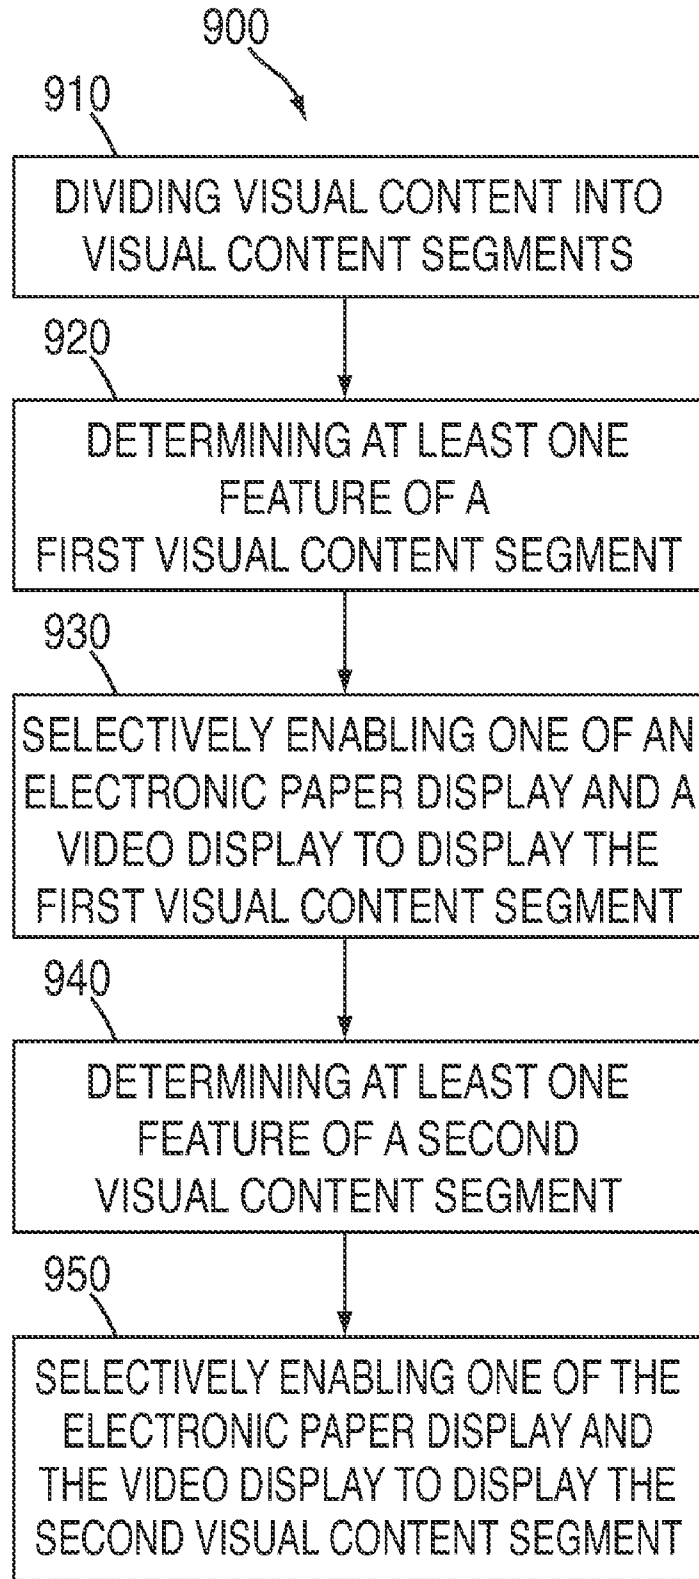 900
910
DIVIDING VISUAL CONTENT INTO
VISUAL CONTENT SEGMENTS
920
DETERMINING AT LEAST ONE
FEATURE OF A
FIRST VISUAL CONTENT SEGMENT
930
SELECTIVELY ENABLING ONE OF AN
ELECTRONIC PAPER DISPLAY AND A
VIDEO DISPLAY TO DISPLAY THE
FIRST VISUAL CONTENT SEGMENT
940
DETERMINING AT LEAST ONE
FEATURE OF A SECOND
VISUAL CONTENT SEGMENT
950
SELECTIVELY ENABLING ONE OF THE
ELECTRONIC PAPER DISPLAY AND
THE VIDEO DISPLAY TO DISPLAY THE
SECOND VISUAL CONTENT SEGMENT